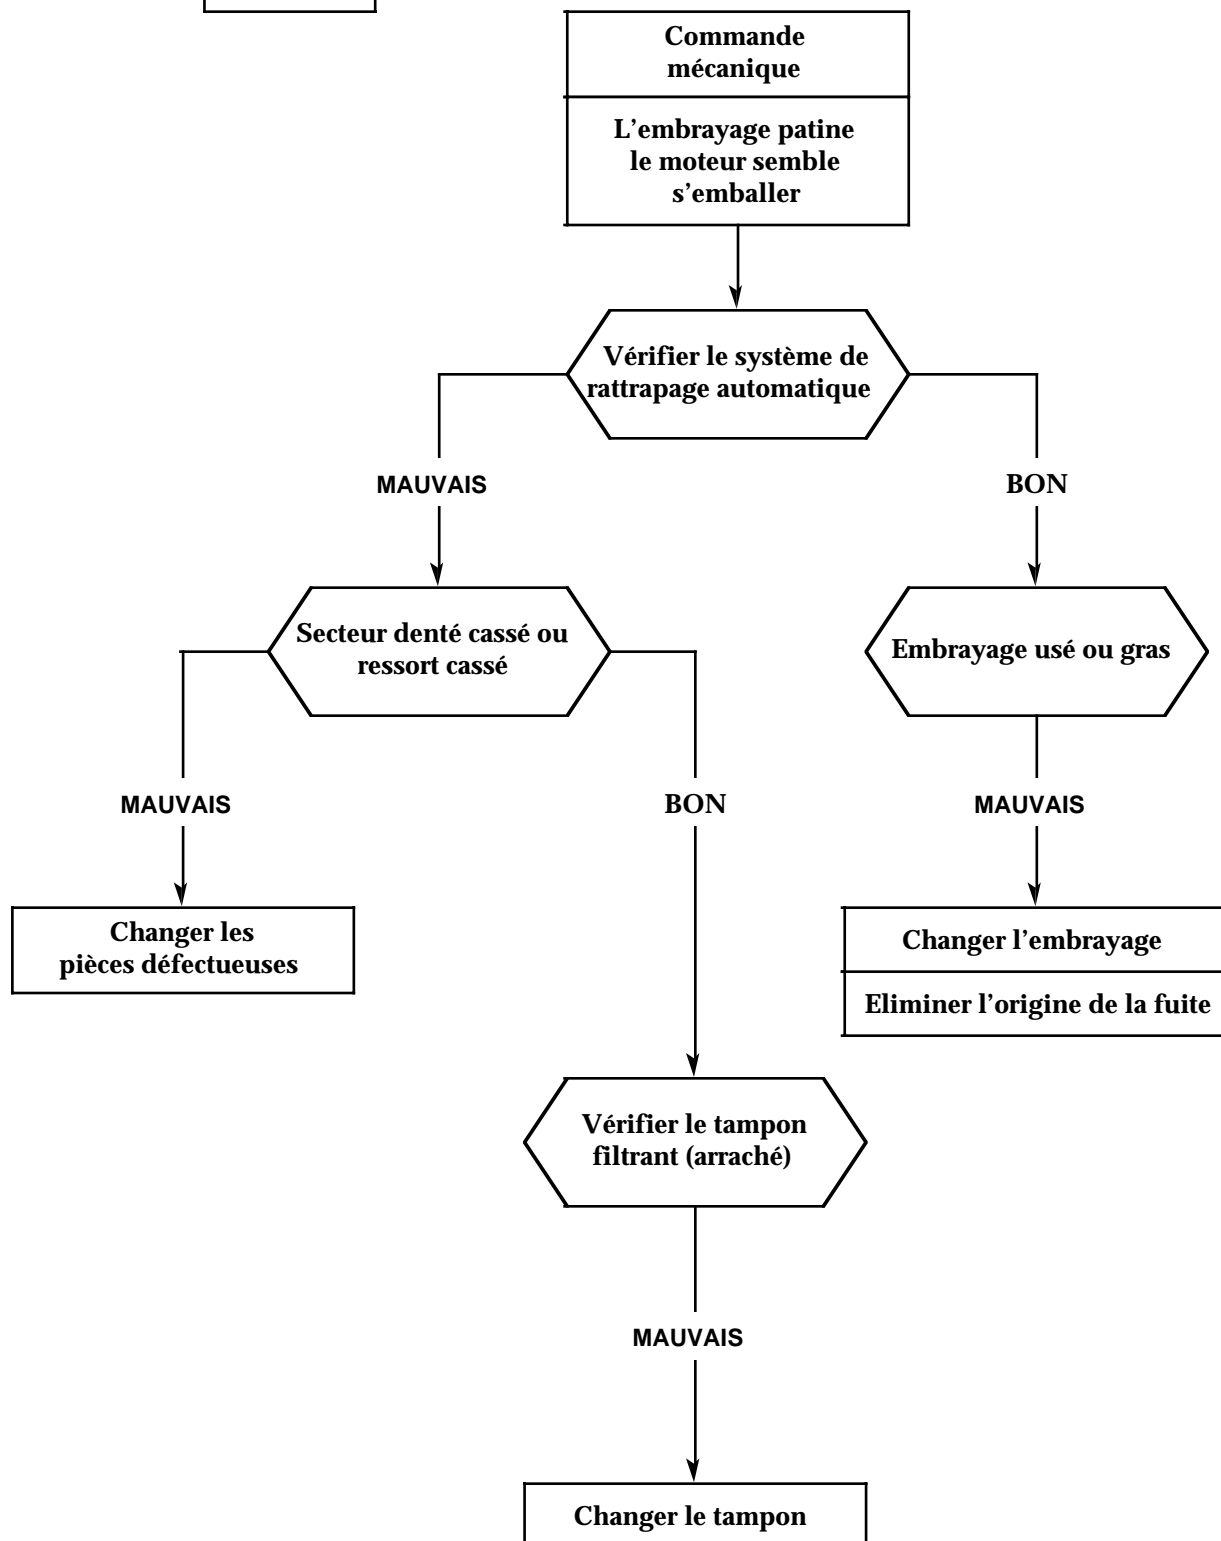 Commande
mécanique
L'embrayage patine
le moteur semble
s'emballer
Vérifier le système de
rattrapage automatique
MAUVAIS
BON
Secteur denté cassé ou
ressort cassé
Embrayage usé ou gras
MAUVAIS
BON
MAUVAIS
Changer les
pièces défectueuses
Changer l'embrayage
Eliminer l'origine de la fuite
Vérifier le tampon
filtrant (arraché)
MAUVAIS
Changer le tampon